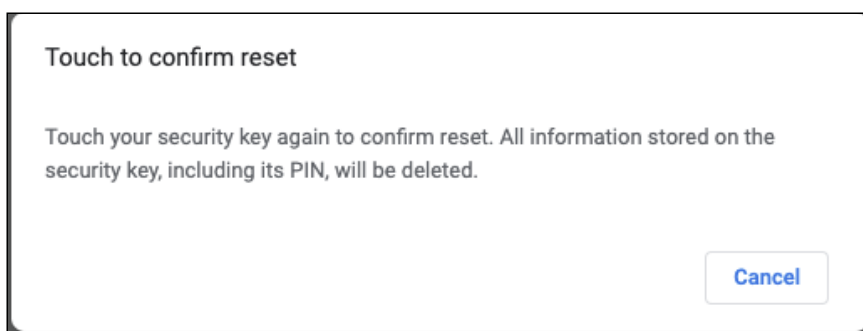 Touch to confirm reset
Touch your security key again to confirm reset. All information stored on the
security key, including its PIN, will be deleted.
Cancel